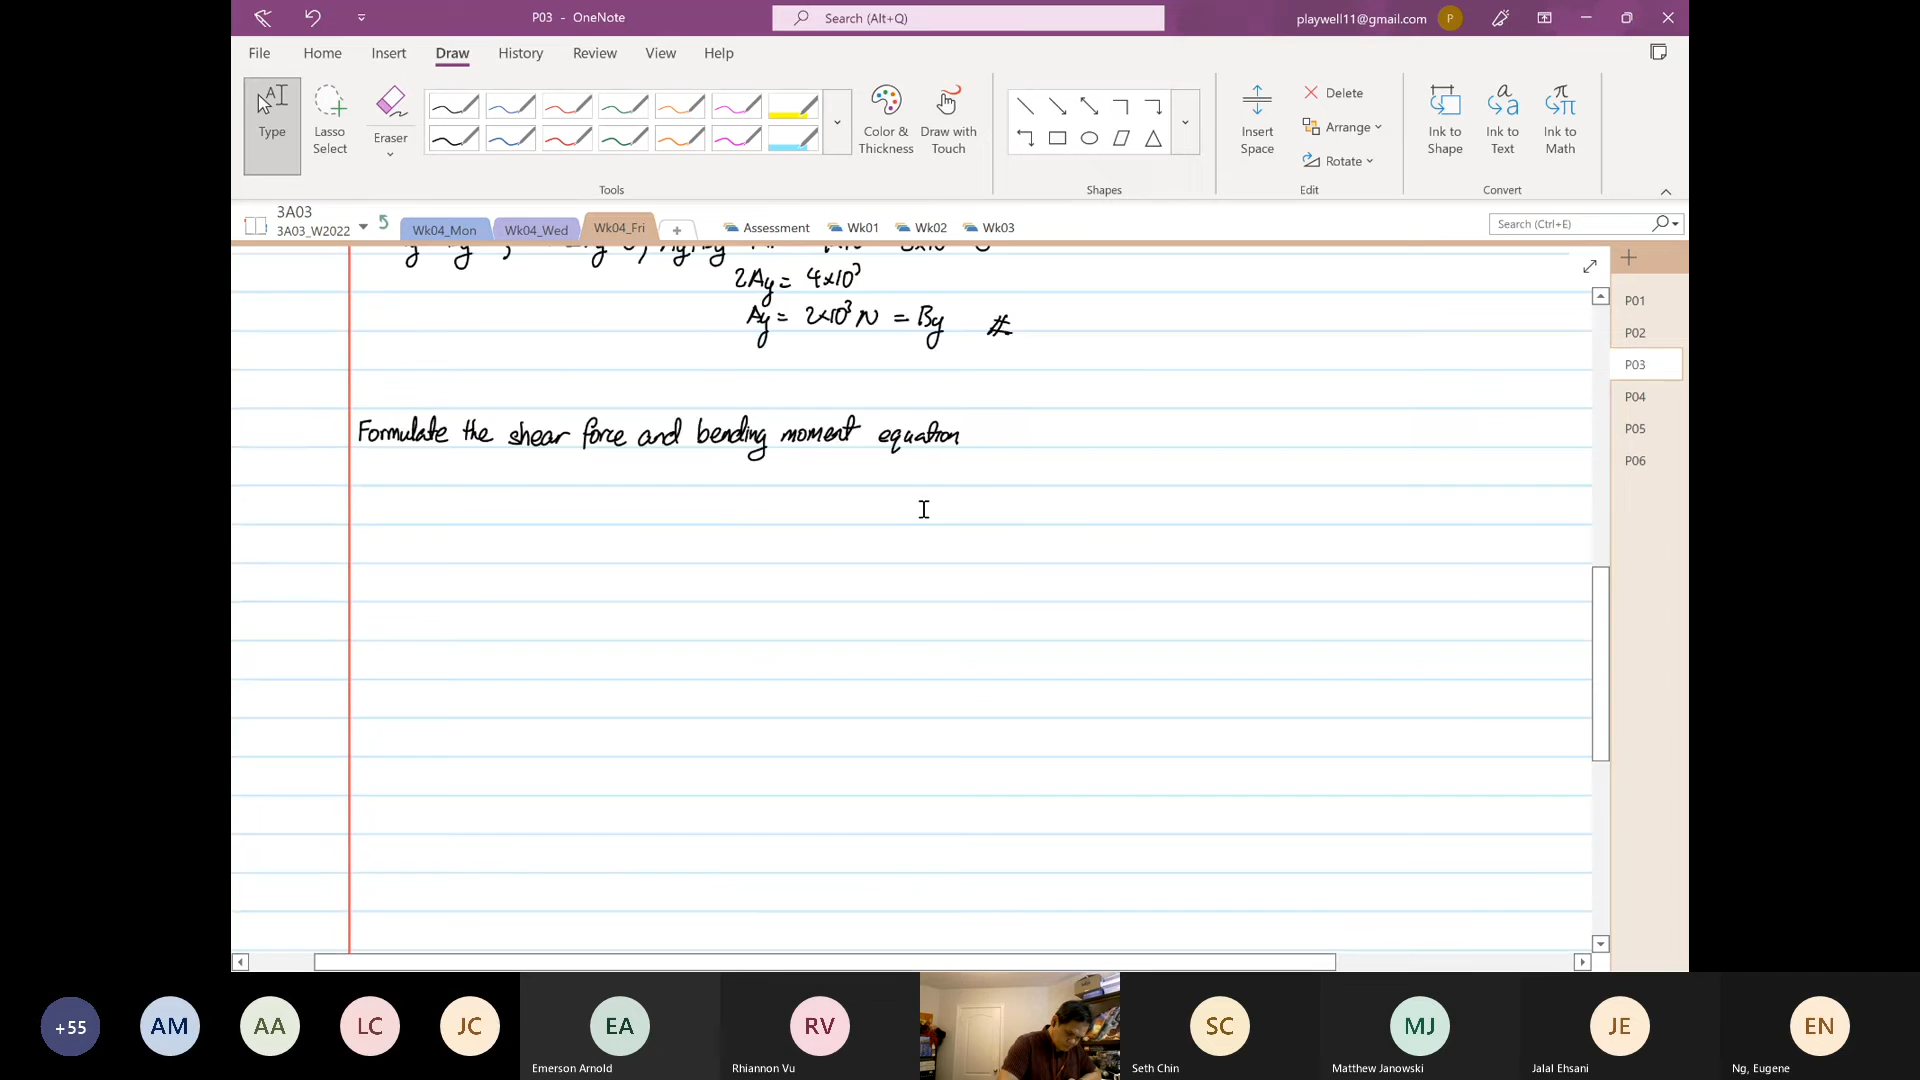 P03 - OneNote
Search (Alt+Q)
playwell11@gmail.com
P
File Home Insert Draw History Review View Help
Type
Lasso Select
Eraser
Color & Thickness
Draw with Touch
Insert Space
Delete
Arrange
Rotate
Ink to Shape
Ink to Text
Ink to Math
Tools
Shapes
Edit
Convert
3A03
3A03_W2022
Wk04_Mon Wk04_Wed Wk04_Fri
Assessment Wk01 Wk02 Wk03
Search (Ctrl+E)
P01
P02
P03
P04
P05
P06
2Ay = 4x10³
Ay = 2x10³ N = By #
Formulate the shear force and bending moment equation
+55 AM AA LC JC EA RV SC MJ JE EN
Emerson Arnold Rhiannon Vu Seth Chin Matthew Janowski Jalal Ehsani Ng, Eugene